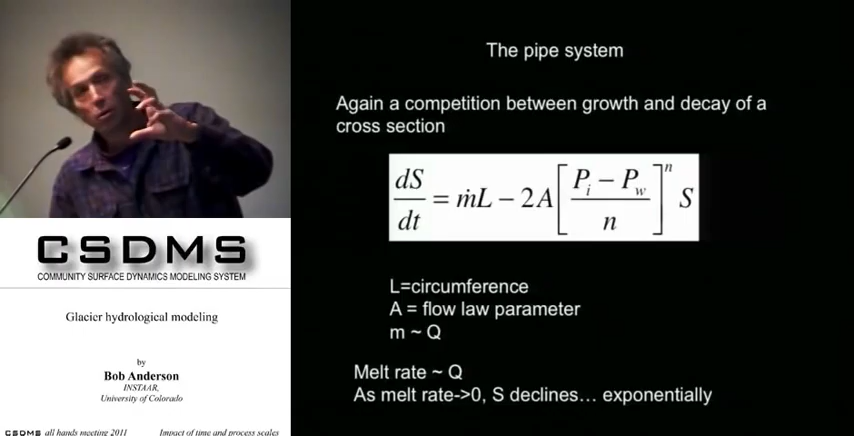 The pipe system
Again a competition between growth and decay of a
cross section
dS/dt = ṁL − 2A[(P_i − P_w)/n]^n S
L=circumference
A = flow law parameter
m ~ Q
Melt rate ~ Q
As melt rate->0, S declines... exponentially
CSDMS
COMMUNITY SURFACE DYNAMICS MODELING SYSTEM
Glacier hydrological modeling
by
Bob Anderson
INSTAAR,
University of Colorado
CSDMS all hands meeting 2011 Impact of time and process scales